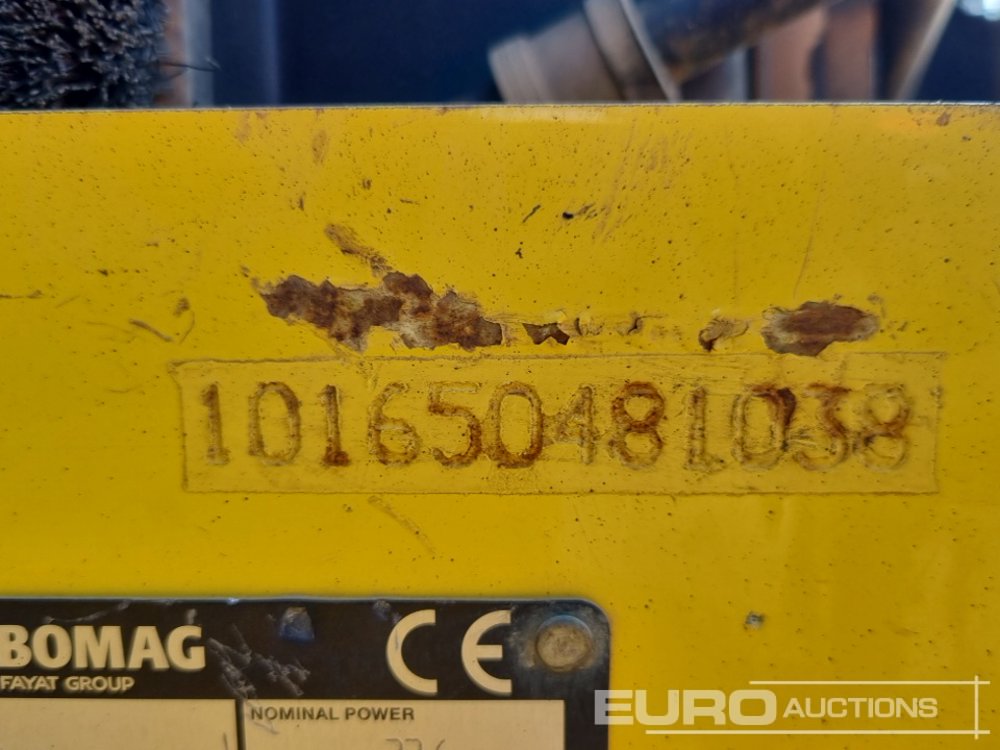 101650481038
BOMAG
FAYAT GROUP
CE
NOMINAL POWER
EURO AUCTIONS